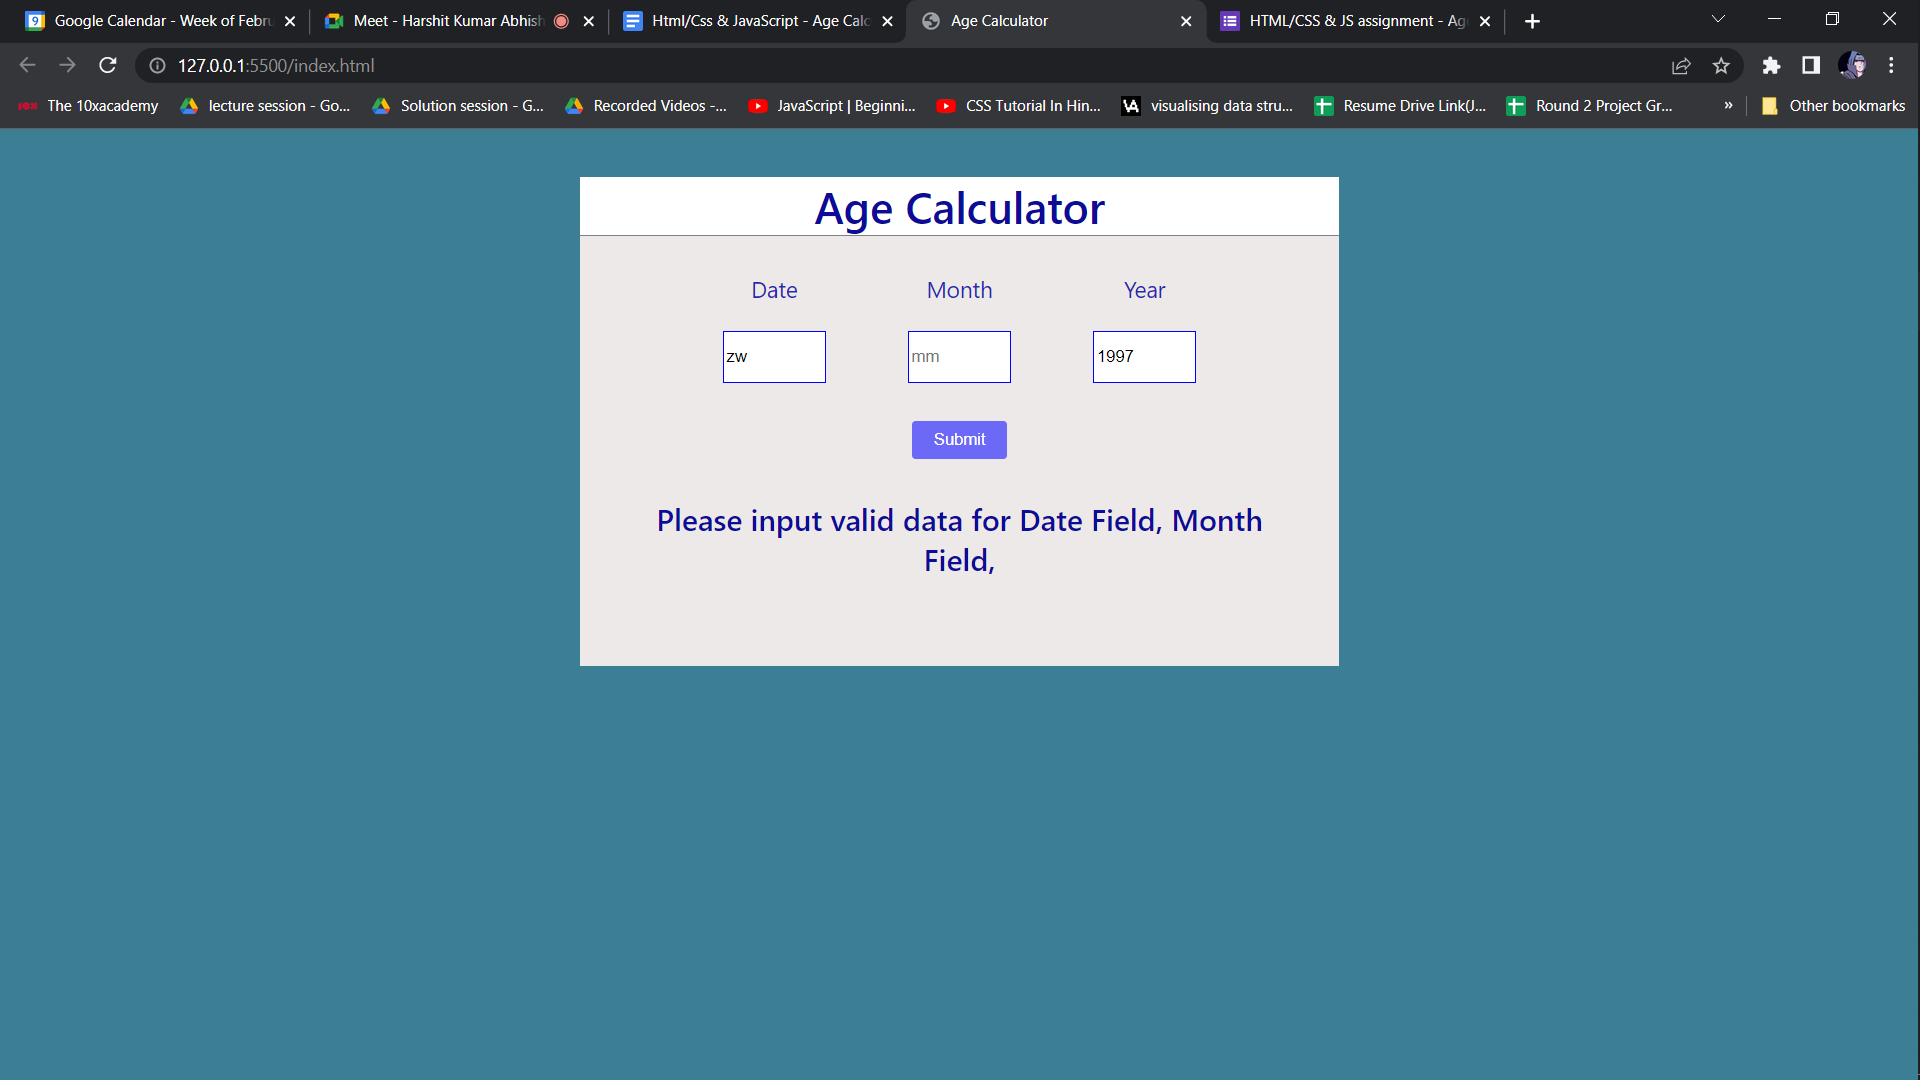 Google Calendar - Week of Febru
Meet - Harshit Kumar Abhish
Html/Css & JavaScript - Age Calc
Age Calculator
HTML/CSS & JS assignment - Ag
127.0.0.1:5500/index.html
The 10xacademy
lecture session - Go...
Solution session - G...
Recorded Videos -...
JavaScript | Beginni...
CSS Tutorial In Hin...
visualising data stru...
Resume Drive Link(J...
Round 2 Project Gr...
»
Other bookmarks
Age Calculator
Date Month Year
zw mm 1997
Submit
Please input valid data for Date Field, Month
Field,